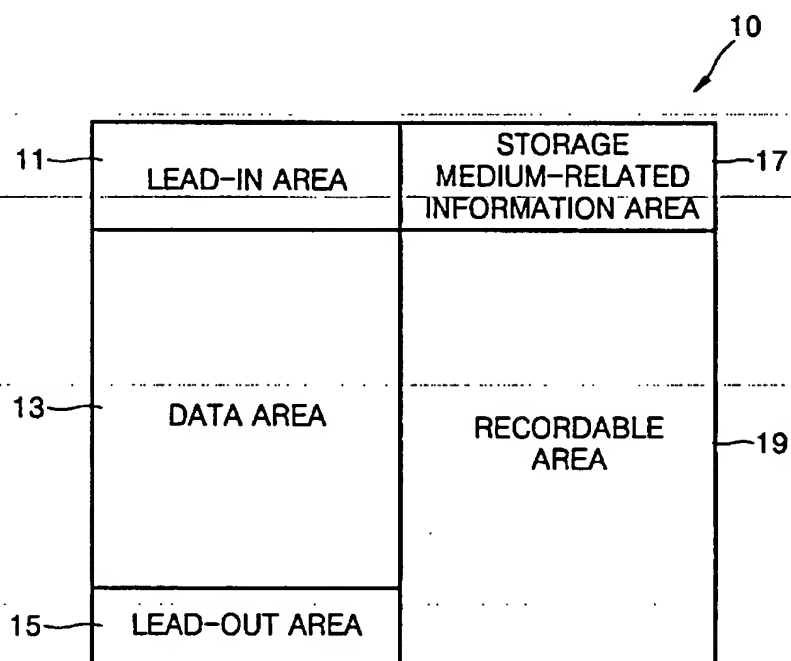 10
11
LEAD-IN AREA
STORAGE
MEDIUM-RELATED
INFORMATION AREA
17
13
DATA AREA
RECORDABLE
AREA
19
15
LEAD-OUT AREA